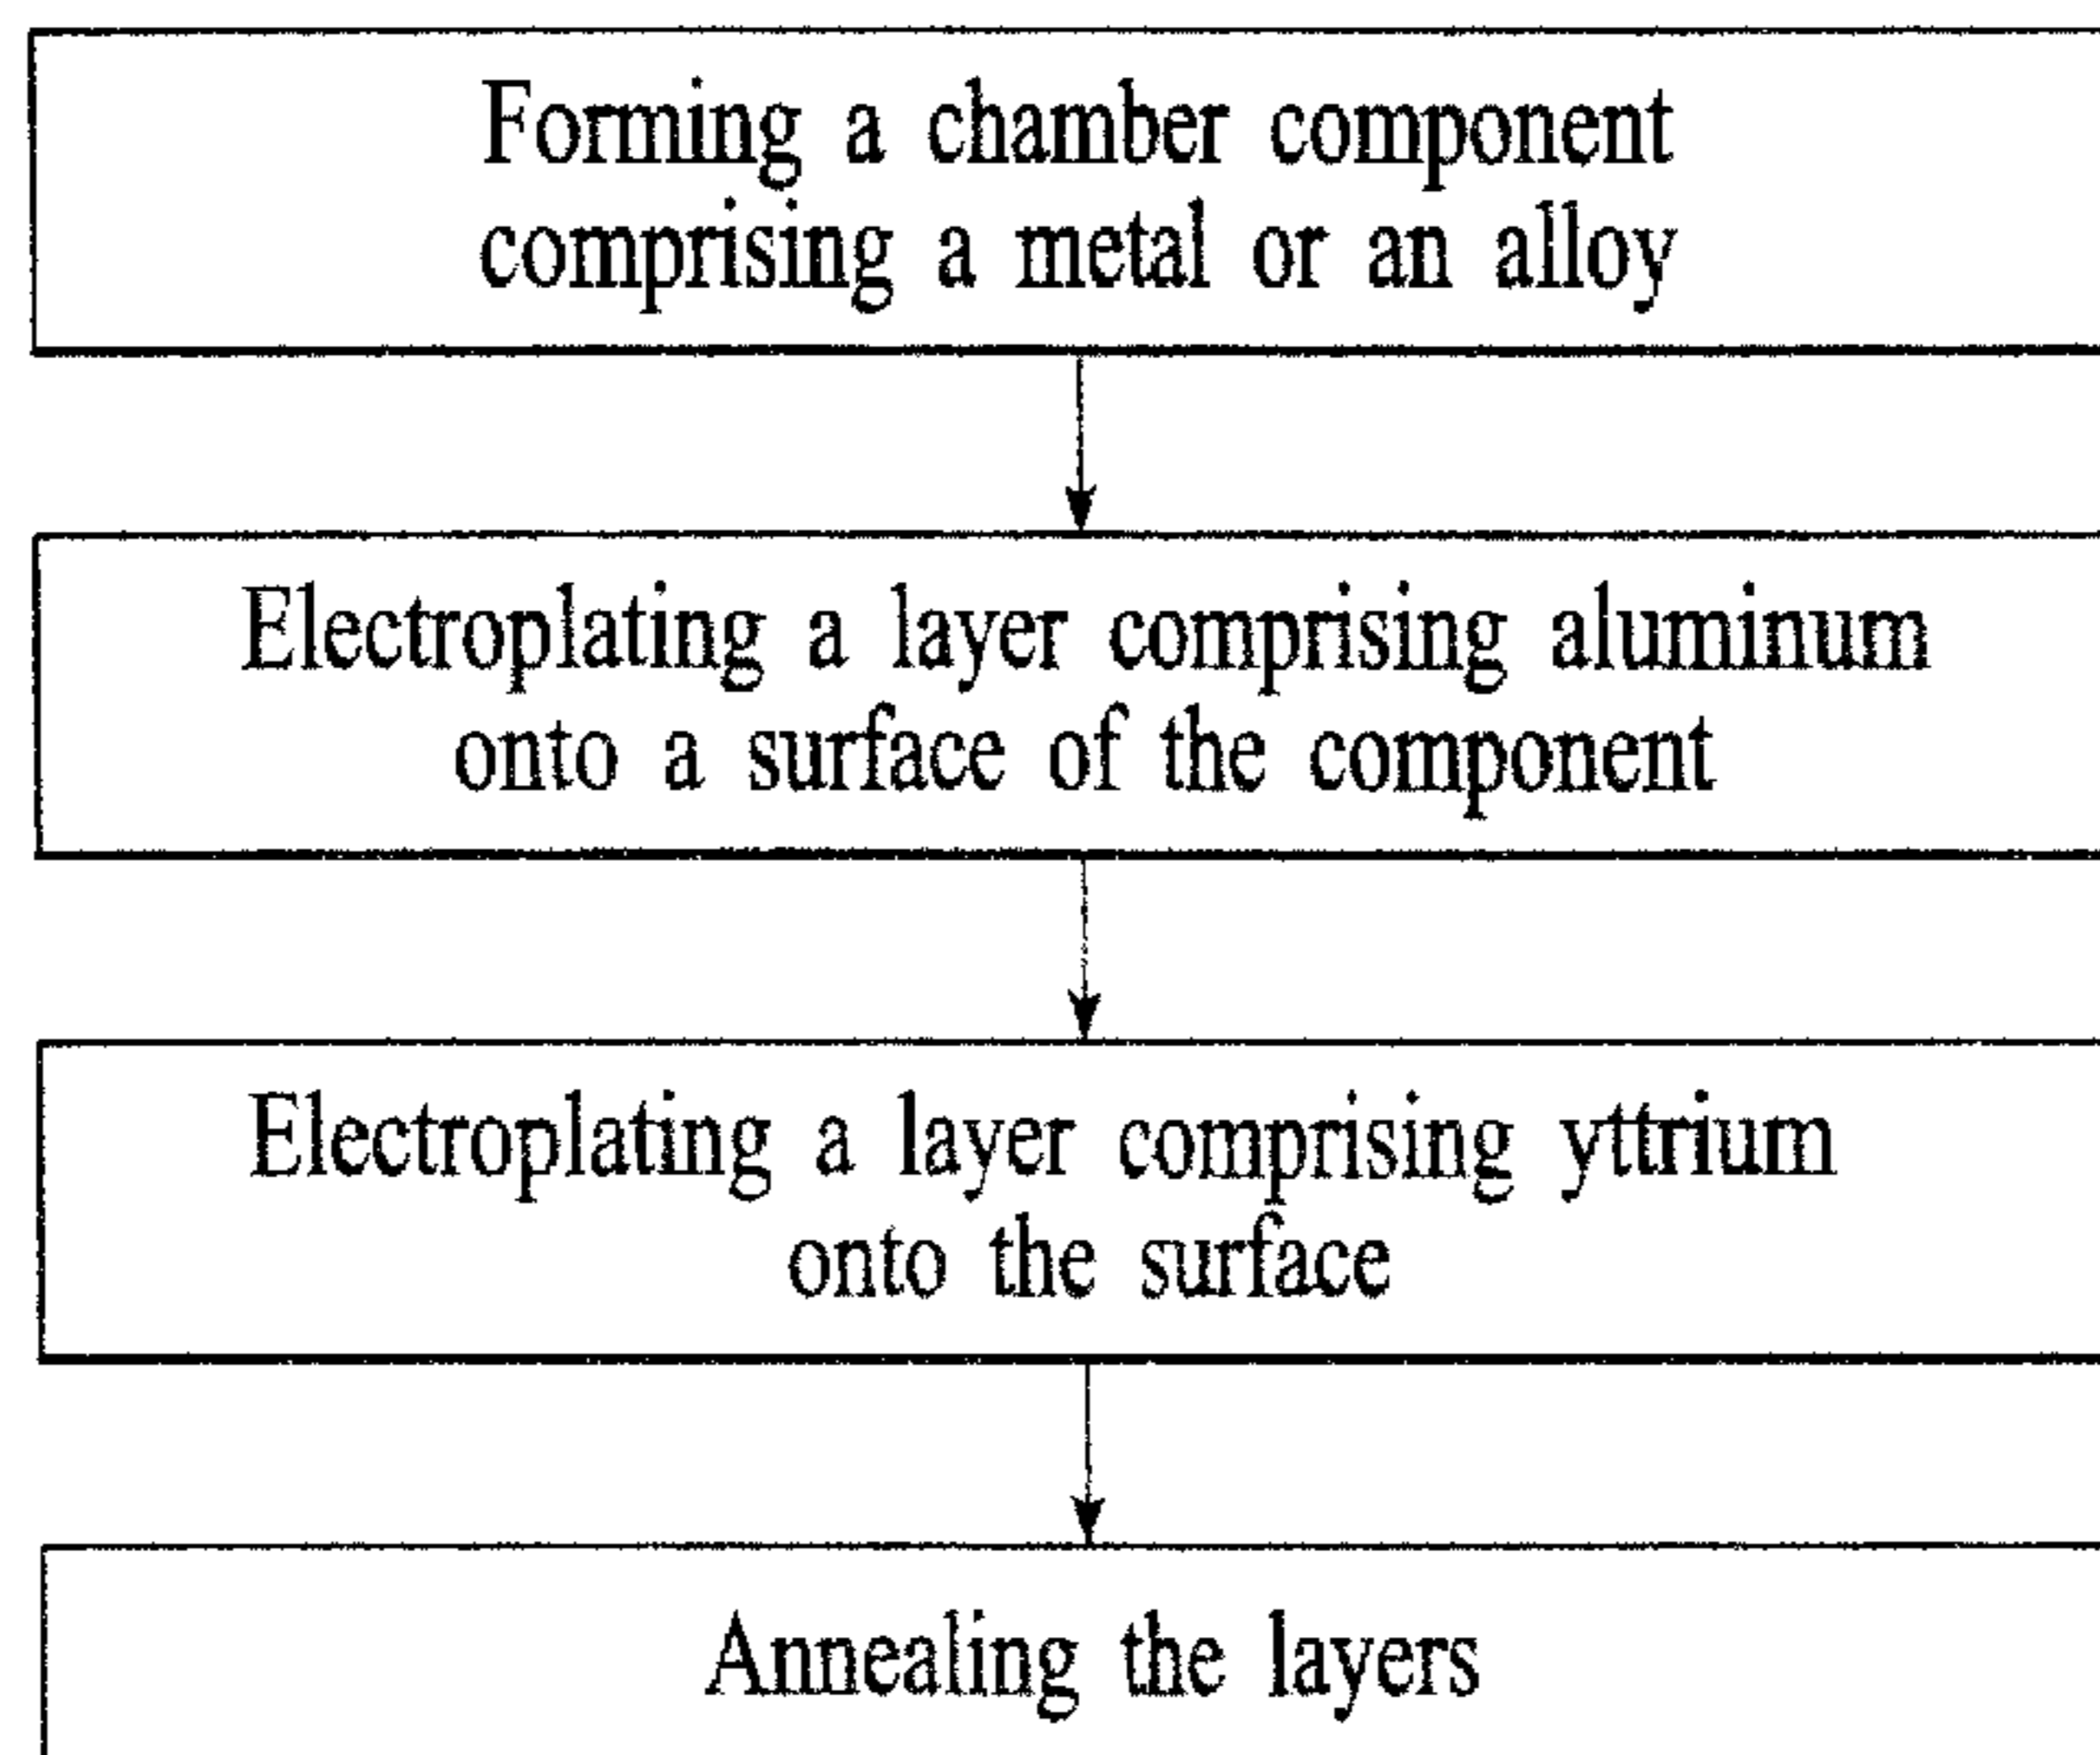 Forming a chamber component
comprising a metal or an alloy
Electroplating a layer comprising aluminum
onto a surface of the component
Electroplating a layer comprising yttrium
onto the surface
Annealing the layers